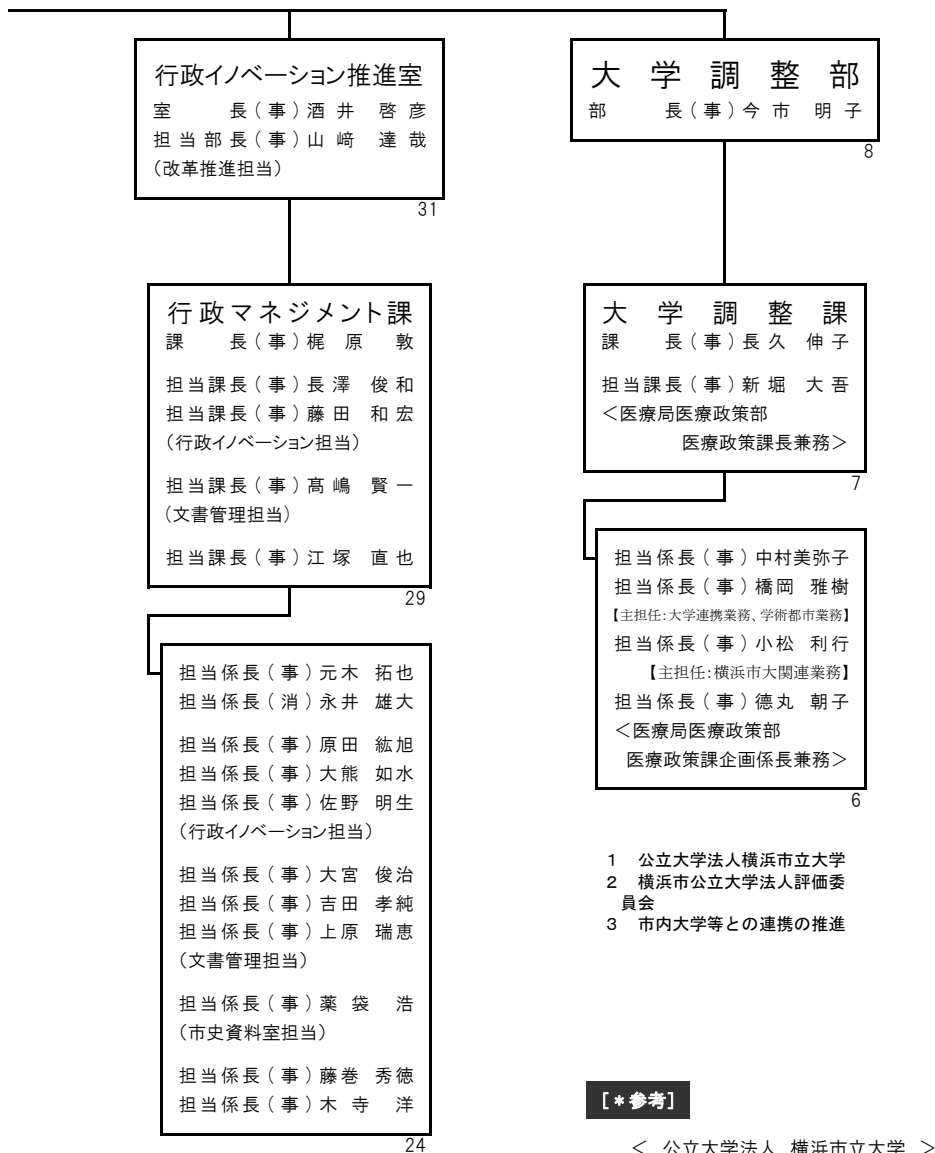 行政イノベーション推進室
室　　長(事)酒井　啓彦
担当部長(事)山﨑　達哉
(改革推進担当)
31
行政マネジメント課
課　　長(事)梶原　敦
担当課長(事)長澤　俊和
担当課長(事)藤田　和宏
(行政イノベーション担当)
担当課長(事)髙嶋　賢一
(文書管理担当)
担当課長(事)江塚　直也
29
担当係長(事)元木　拓也
担当係長(消)永井　雄大
担当係長(事)原田　紘旭
担当係長(事)大熊　如水
担当係長(事)佐野　明生
(行政イノベーション担当)
担当係長(事)大宮　俊治
担当係長(事)吉田　孝純
担当係長(事)上原　瑞恵
(文書管理担当)
担当係長(事)薬袋　浩
(市史資料室担当)
担当係長(事)藤巻　秀徳
担当係長(事)木寺　洋
24
大学調整部
部　　長(事)今市　明子
8
大学調整課
課　　長(事)長久　伸子
担当課長(事)新堀　大吾
＜医療局医療政策部
医療政策課長兼務＞
7
担当係長(事)中村美弥子
担当係長(事)橋岡　雅樹
【主担任:大学連携業務、学術都市業務】
担当係長(事)小松　利行
【主担任:横浜市大関連業務】
担当係長(事)德丸　朝子
＜医療局医療政策部
医療政策課企画係長兼務＞
6
1　公立大学法人横浜市立大学
2　横浜市公立大学法人評価委
員会
3　市内大学等との連携の推進
[＊参考]
＜ 公立大学法人 横浜市立大学 ＞